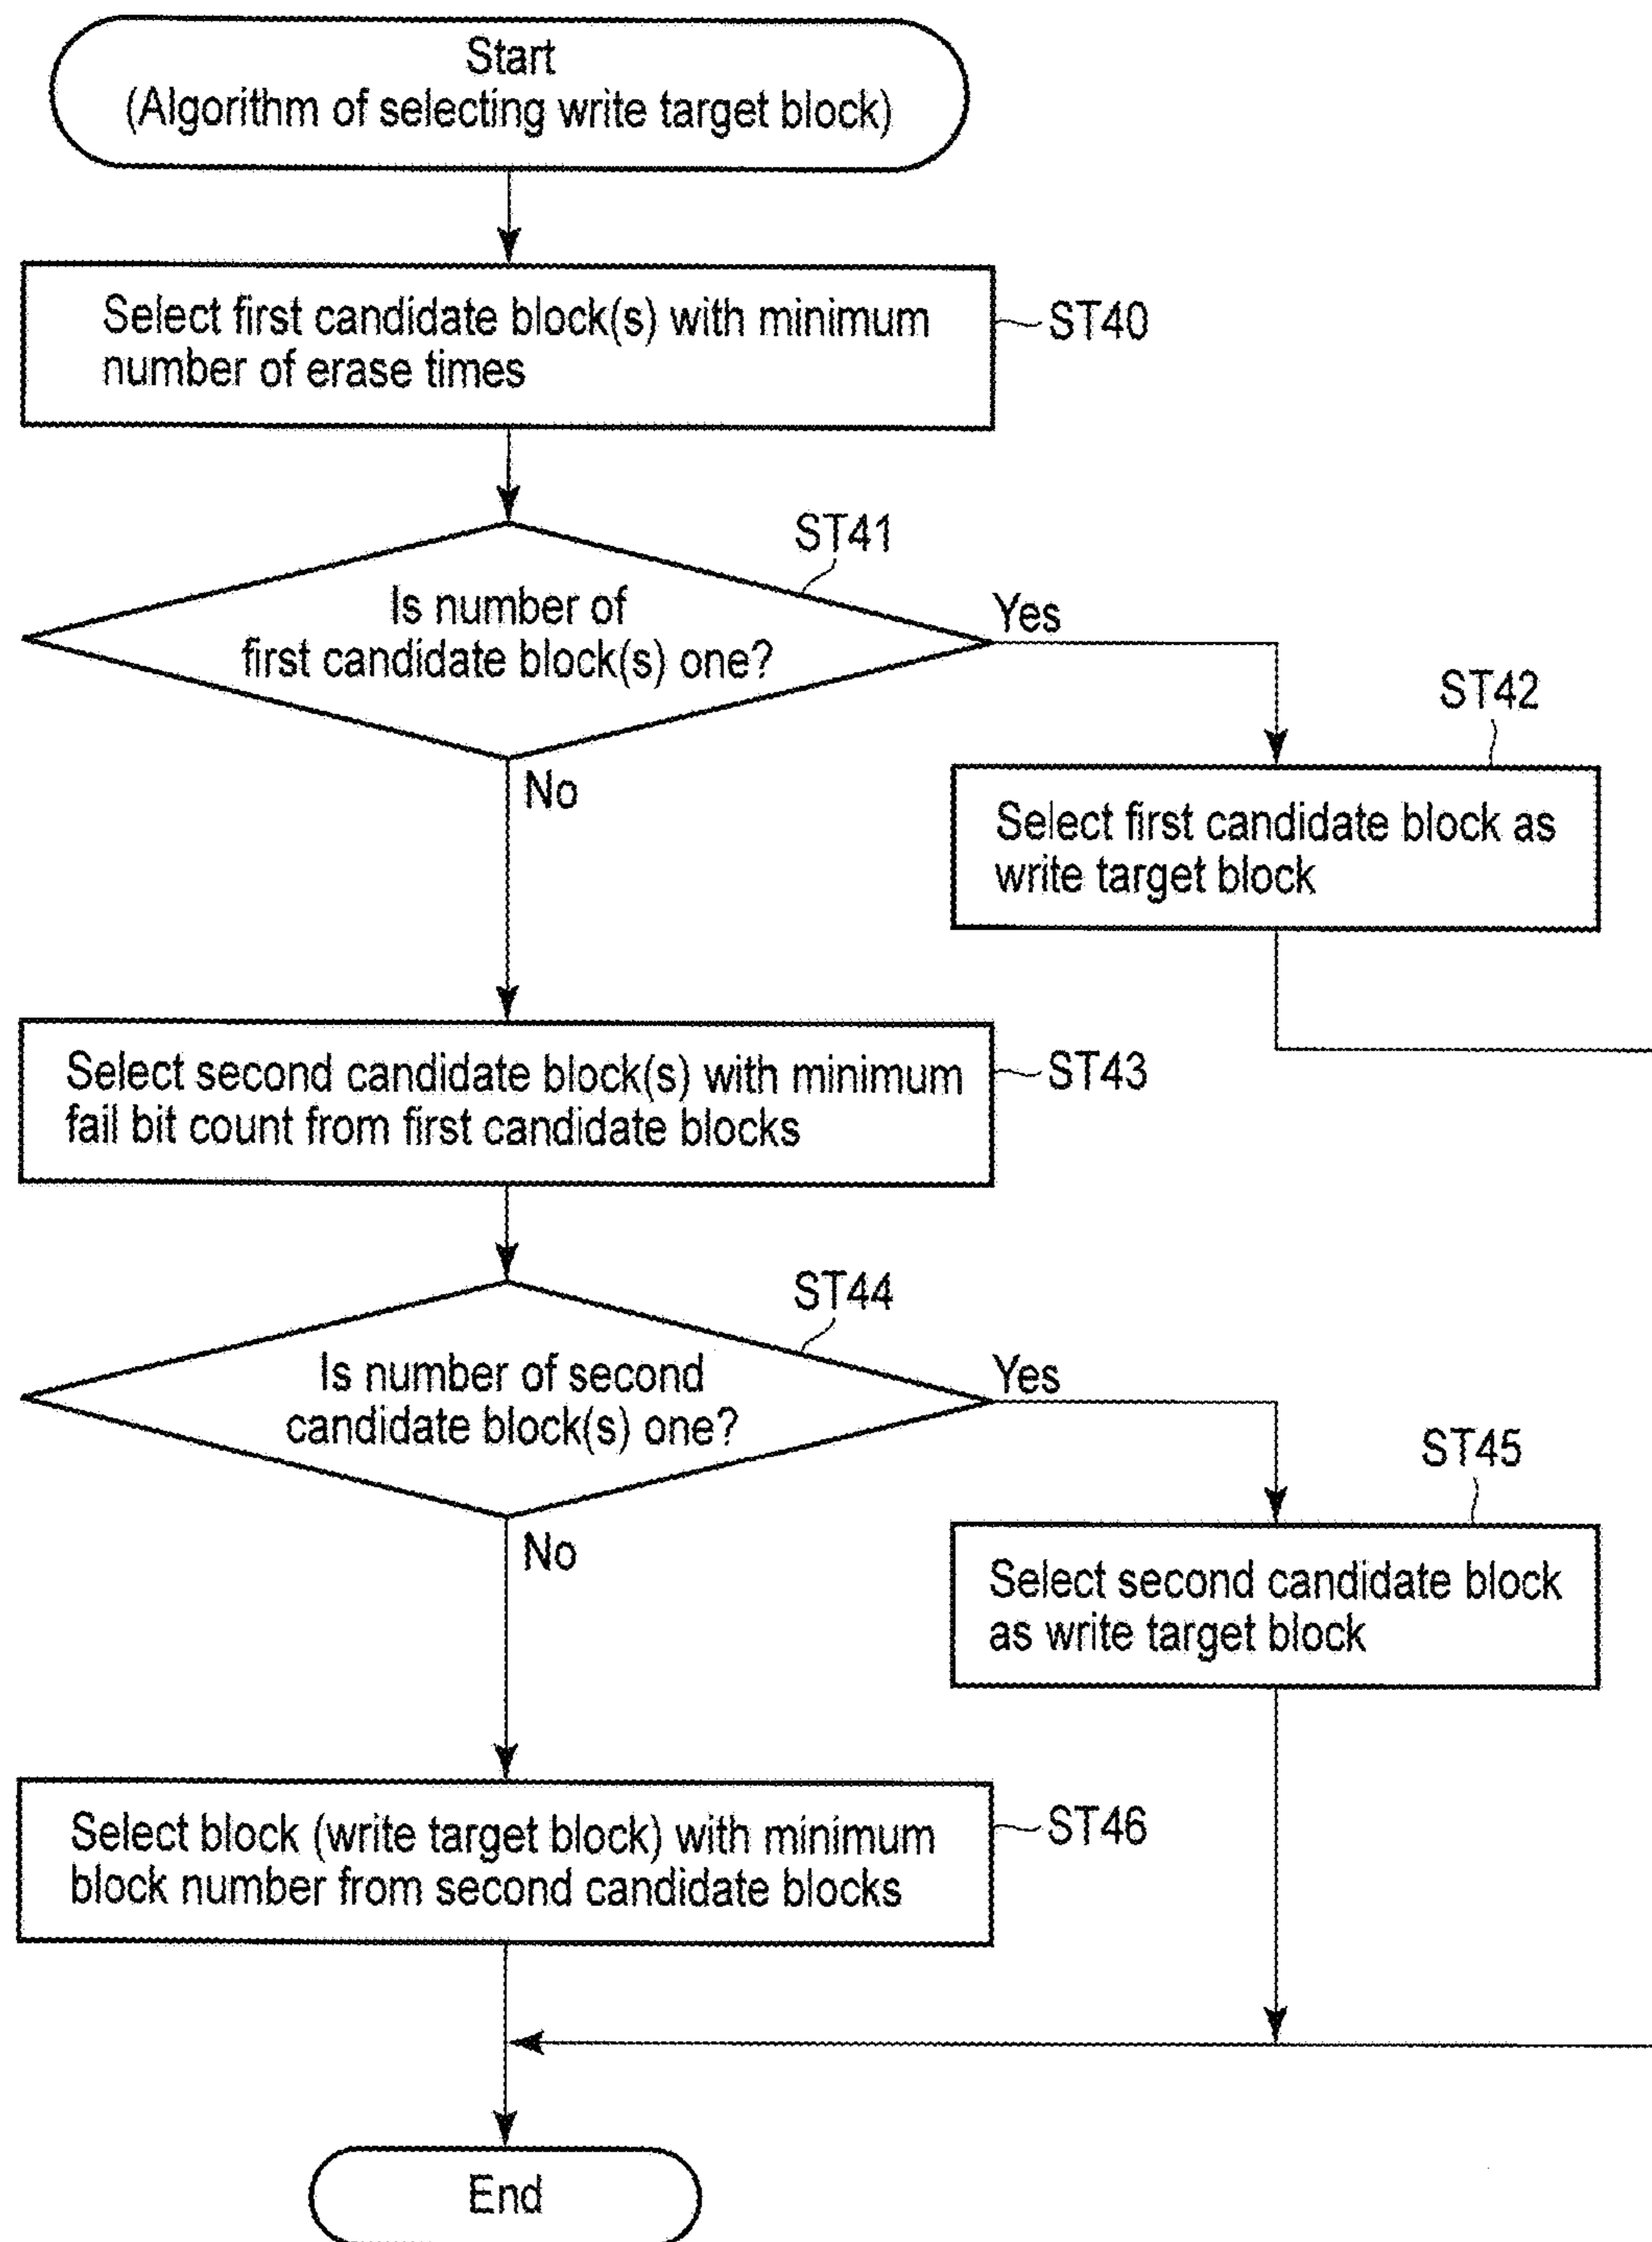 Start
(Algorithm of selecting write target block)
Select first candidate block(s) with minimum
number of erase times
ST40
ST41
Is number of
first candidate block(s) one?
Yes
ST42
No
Select first candidate block as
write target block
Select second candidate block(s) with minimum
fail bit count from first candidate blocks
ST43
ST44
Is number of second
candidate block(s) one?
Yes
ST45
No
Select second candidate block
as write target block
Select block (write target block) with minimum
block number from second candidate blocks
ST46
End